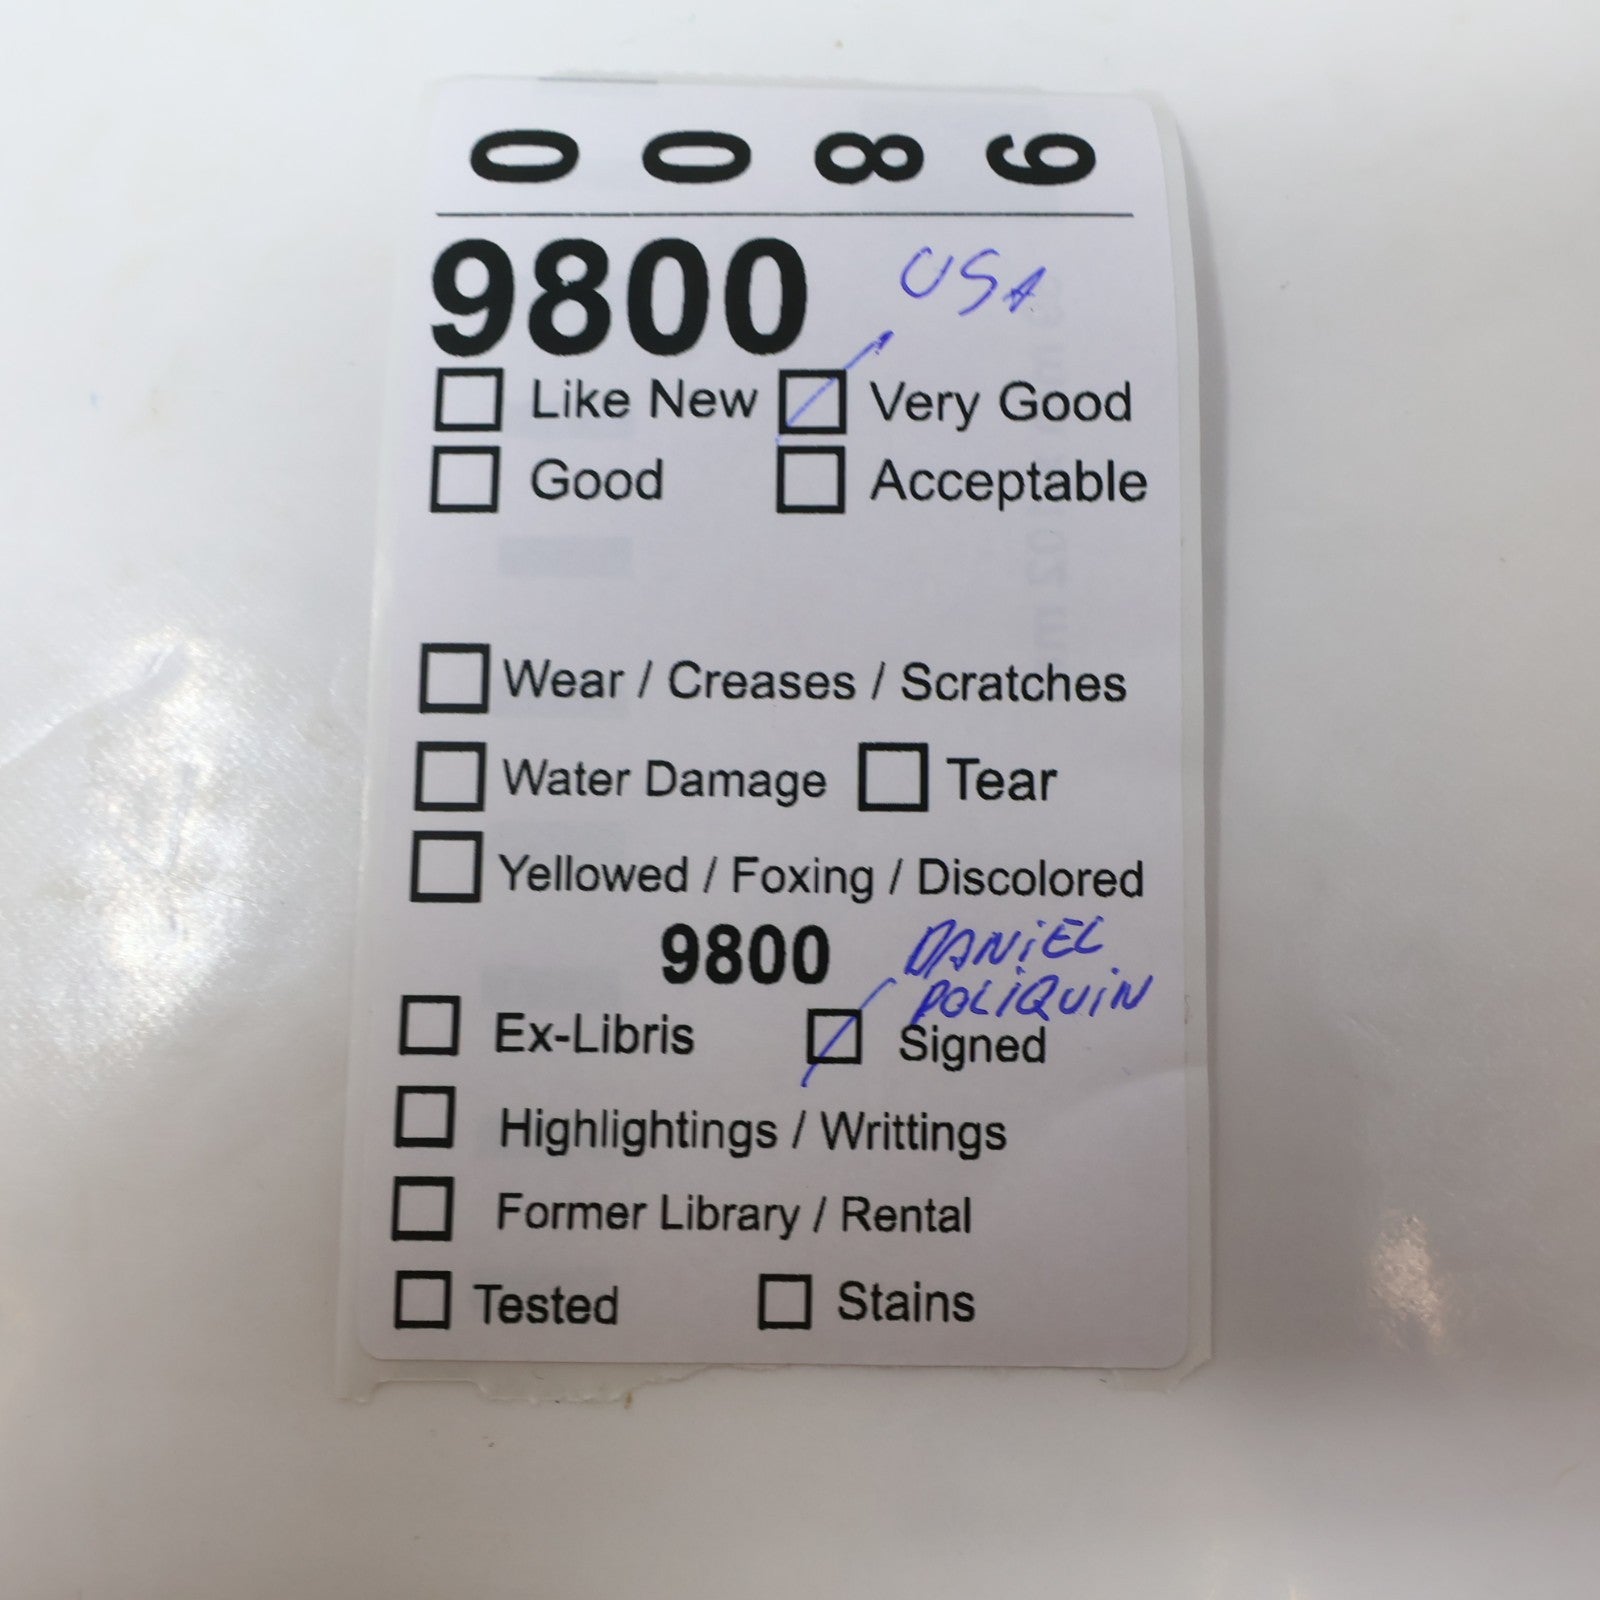 0 0 8 9
9800 USA
Like New Very Good
Good Acceptable
Wear / Creases / Scratches
Water Damage Tear
Yellowed / Foxing / Discolored
9800 DANiEL
POLiQUiN
Ex-Libris Signed
Highlightings / Writtings
Former Library / Rental
Tested Stains